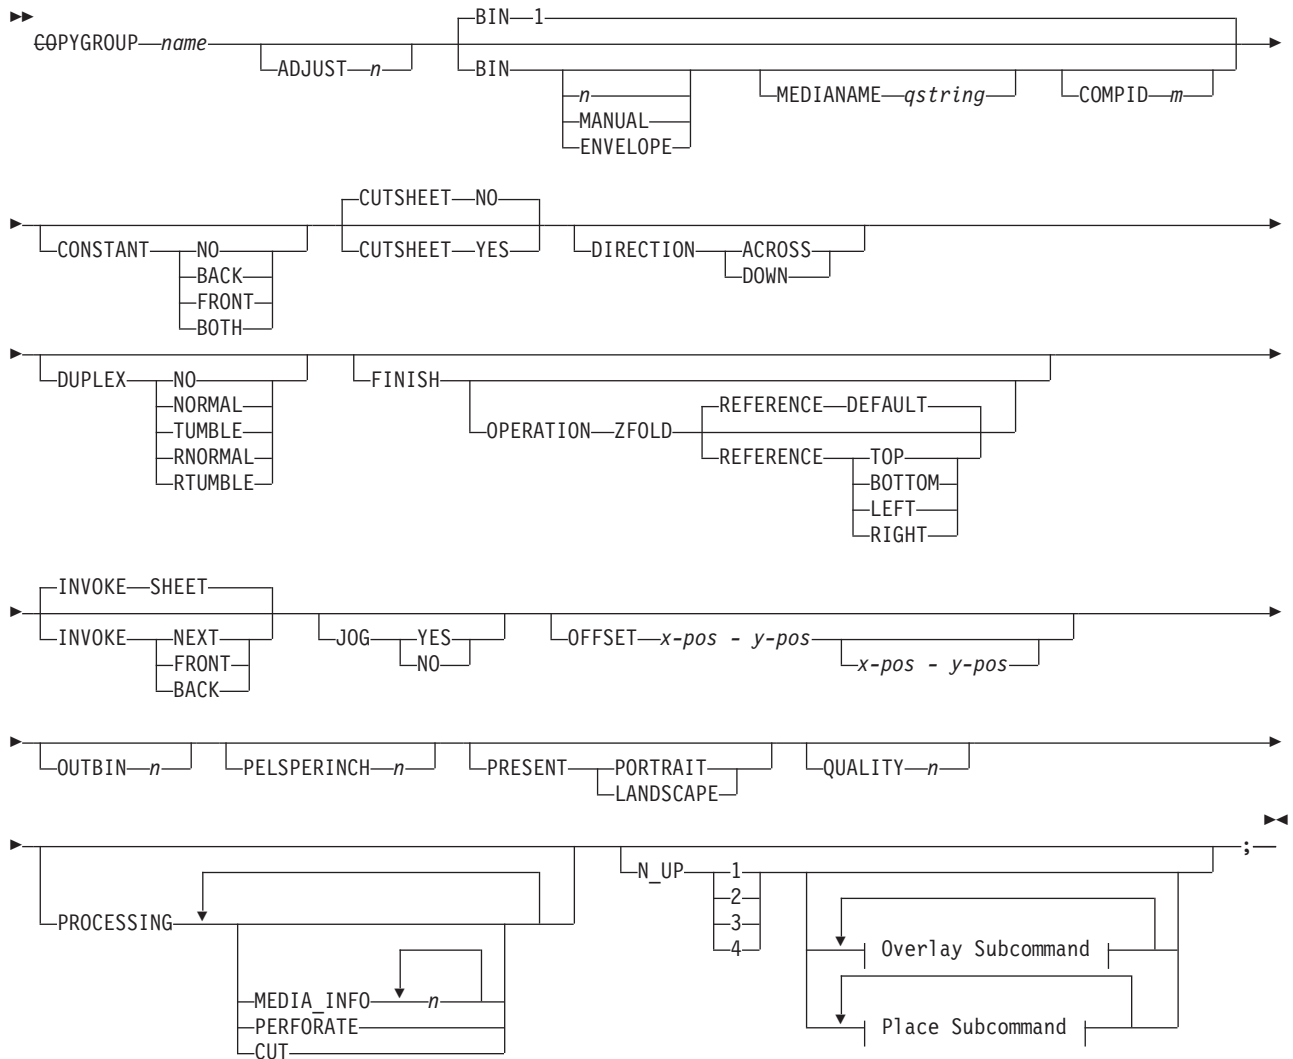 BIN 1
COPYGROUP name
ADJUST n
BIN
n
MEDIANAME qstring
COMPID m
MANUAL
ENVELOPE
CUTSHEET NO
CONSTANT NO
CUTSHEET YES
DIRECTION ACROSS
BACK
DOWN
FRONT
BOTH
DUPLEX NO
FINISH
NORMAL
REFERENCE DEFAULT
TUMBLE
OPERATION ZFOLD
RNORMAL
REFERENCE TOP
RTUMBLE
BOTTOM
LEFT
RIGHT
INVOKE SHEET
INVOKE NEXT
JOG YES
OFFSET x-pos - y-pos
FRONT
NO
x-pos - y-pos
BACK
OUTBIN n
PELSPERINCH n
PRESENT PORTRAIT
QUALITY n
LANDSCAPE
;
N_UP 1
2
PROCESSING
3
4
Overlay Subcommand
MEDIA_INFO n
PERFORATE
Place Subcommand
CUT